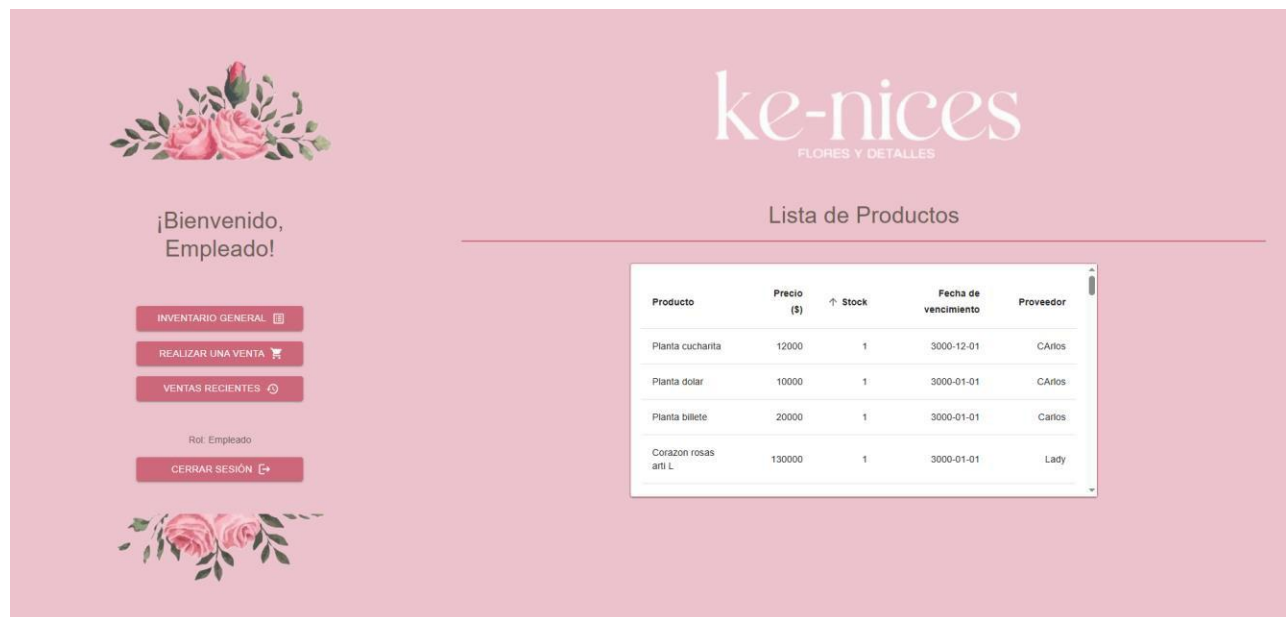 ¡Bienvenido,
Empleado!
INVENTARIO GENERAL
REALIZAR UNA VENTA
VENTAS RECIENTES
Rol: Empleado
CERRAR SESIÓN
ke-nices
FLORES Y DETALLES
Lista de Productos
Producto Precio ($) ↑ Stock Fecha de vencimiento Proveedor
Planta cucharita 12000 1 3000-12-01 CArlos
Planta dolar 10000 1 3000-01-01 CArlos
Planta billete 20000 1 3000-01-01 Carlos
Corazon rosas arti L 130000 1 3000-01-01 Lady